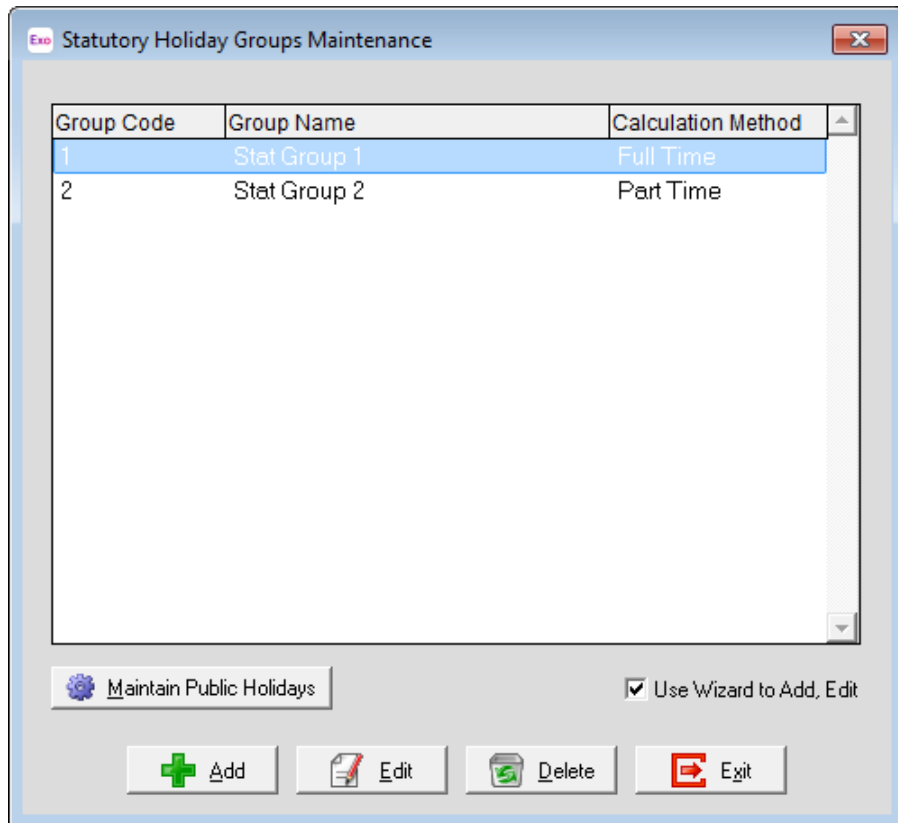 Exo Statutory Holiday Groups Maintenance
Group Code Group Name Calculation Method
1 Stat Group 1 Full Time
2 Stat Group 2 Part Time
Maintain Public Holidays Use Wizard to Add, Edit
Add Edit Delete Exit